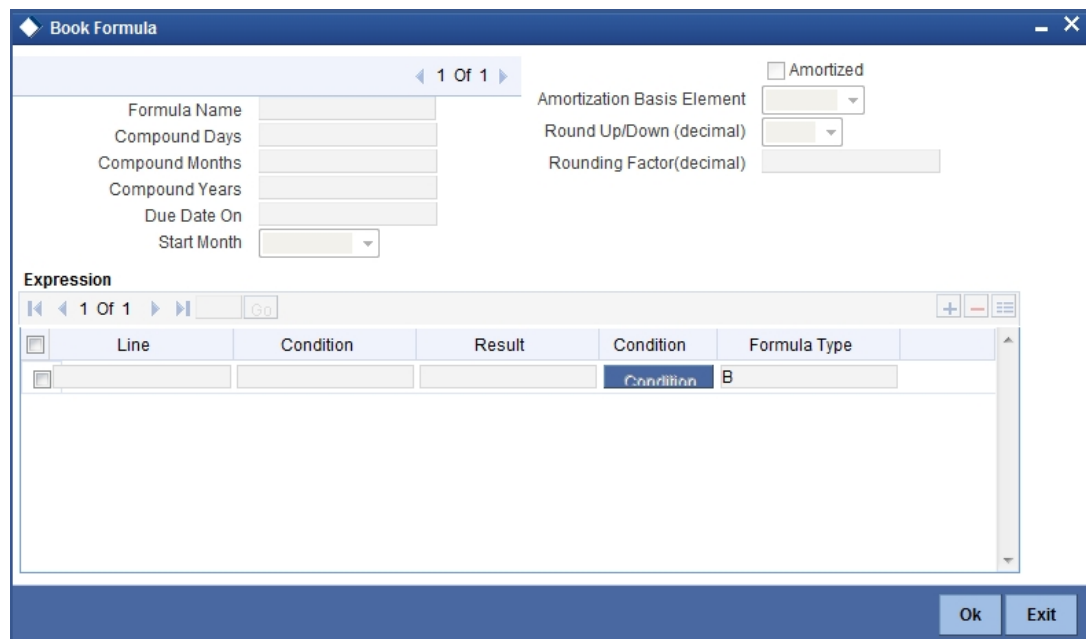 Book Formula
1 Of 1
Formula Name
Compound Days
Compound Months
Compound Years
Due Date On
Start Month
Amortized
Amortization Basis Element
Round Up/Down (decimal)
Rounding Factor(decimal)
Expression
1 Of 1 Go
Line Condition Result Condition Formula Type
Condition B
Ok Exit